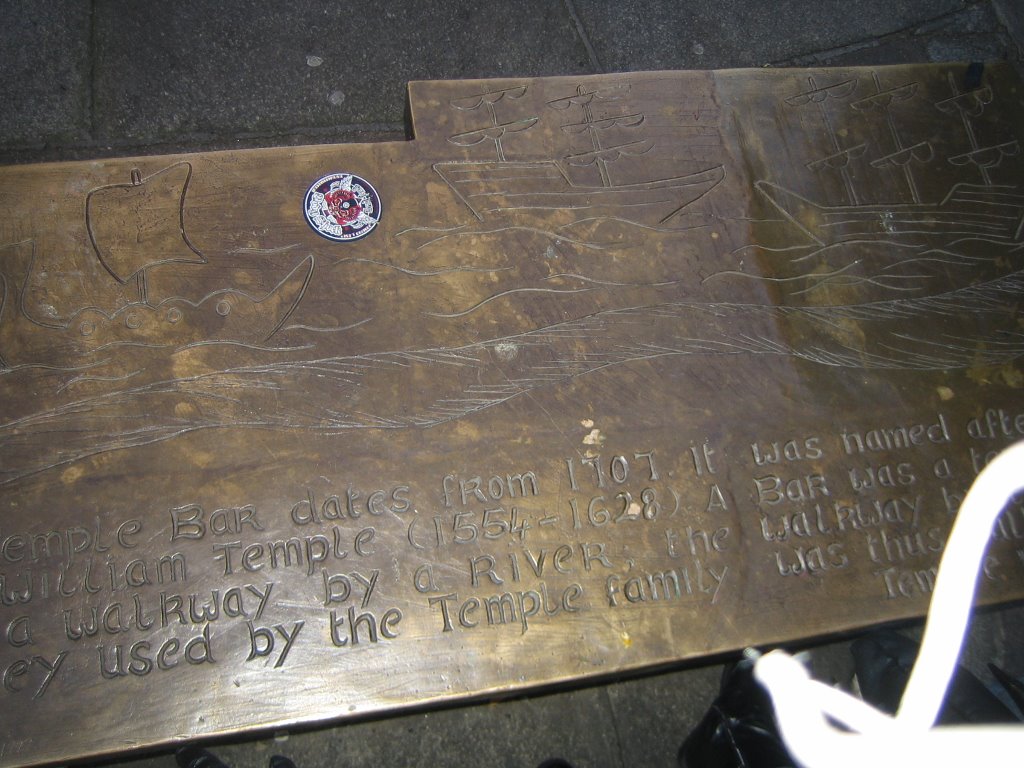 emple Bar dates from 1707. It was named afte
William Temple (1554-1628). A Bar was a te
a walkway by a River, the walkway b
ey used by the Temple family was thus
Temple